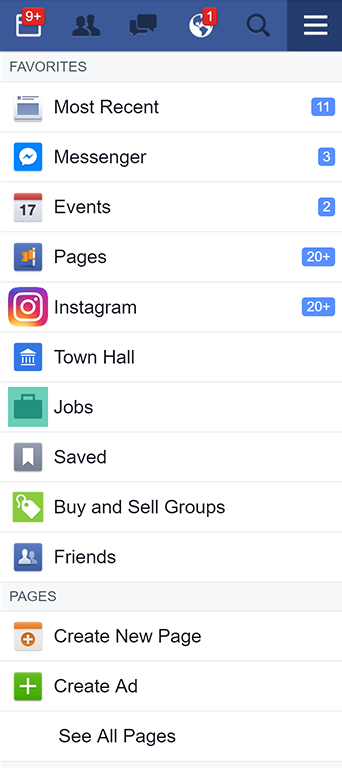 9+ 1
FAVORITES
Most Recent 11
Messenger 3
17 Events 2
Pages 20+
Instagram 20+
Town Hall
Jobs
Saved
Buy and Sell Groups
Friends
PAGES
Create New Page
Create Ad
See All Pages